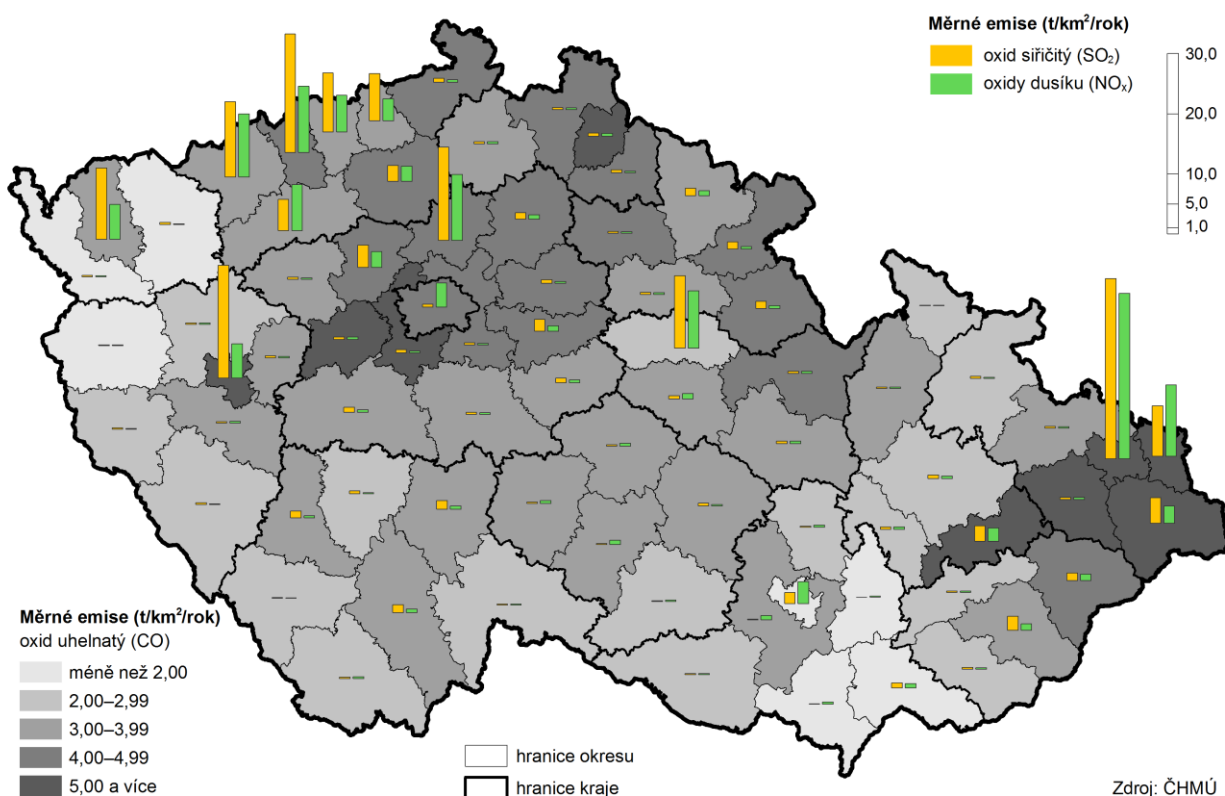 Měrné emise (t/km²/rok)
oxid siřičitý (SO₂)
oxidy dusíku (NOₓ)
30,0
20,0
10,0
5,0
1,0
Měrné emise (t/km²/rok)
oxid uhelnatý (CO)
méně než 2,00
2,00–2,99
3,00–3,99
4,00–4,99
5,00 a více
hranice okresu
hranice kraje
Zdroj: ČHMÚ